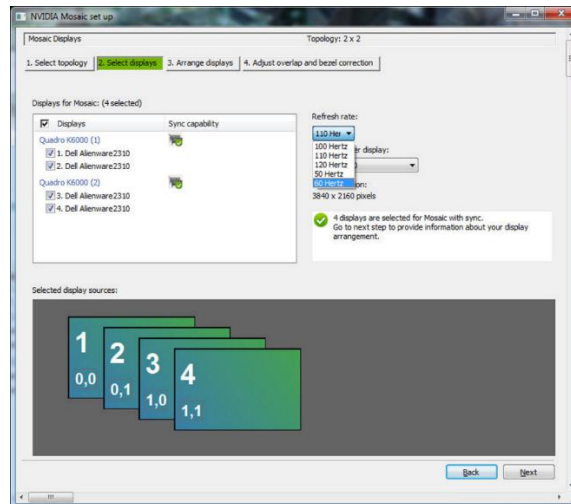 NVIDIA Mosaic set up
Mosaic Displays
Topology: 2 x 2
1. Select topology
2. Select displays
3. Arrange displays
4. Adjust overlap and bezel correction
Displays for Mosaic: (4 selected)
Displays
Sync capability
Quadro K6000 (1)
1. Dell Alienware2310
2. Dell Alienware2310
Quadro K6000 (2)
3. Dell Alienware2310
4. Dell Alienware2310
Refresh rate:
110 Her
100 Hertz
110 Hertz
120 Hertz
50 Hertz
60 Hertz
display:
3840 x 2160 pixels
4 displays are selected for Mosaic with sync.
Go to next step to provide information about your display
arrangement.
Selected display sources:
1
0,0
2
0,1
3
1,0
4
1,1
Back
Next